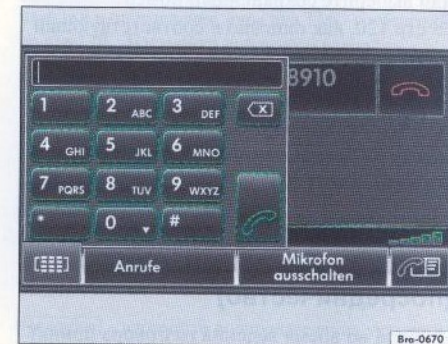 8910
1 2 ABC 3 DEF
4 GHI 5 JKL 6 MNO
7 PQRS 8 TUV 9 WXYZ
* 0 #
Anrufe
Mikrofon
ausschalten
Bro-0670